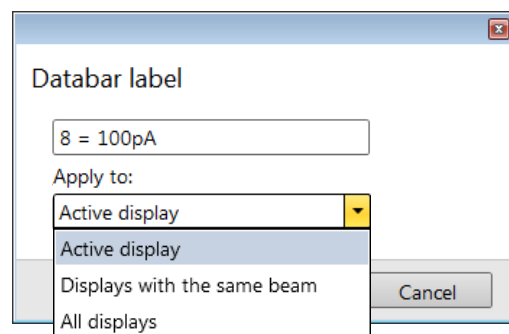 Databar label
8 = 100pA
Apply to:
Active display
Active display
Displays with the same beam
Cancel
All displays